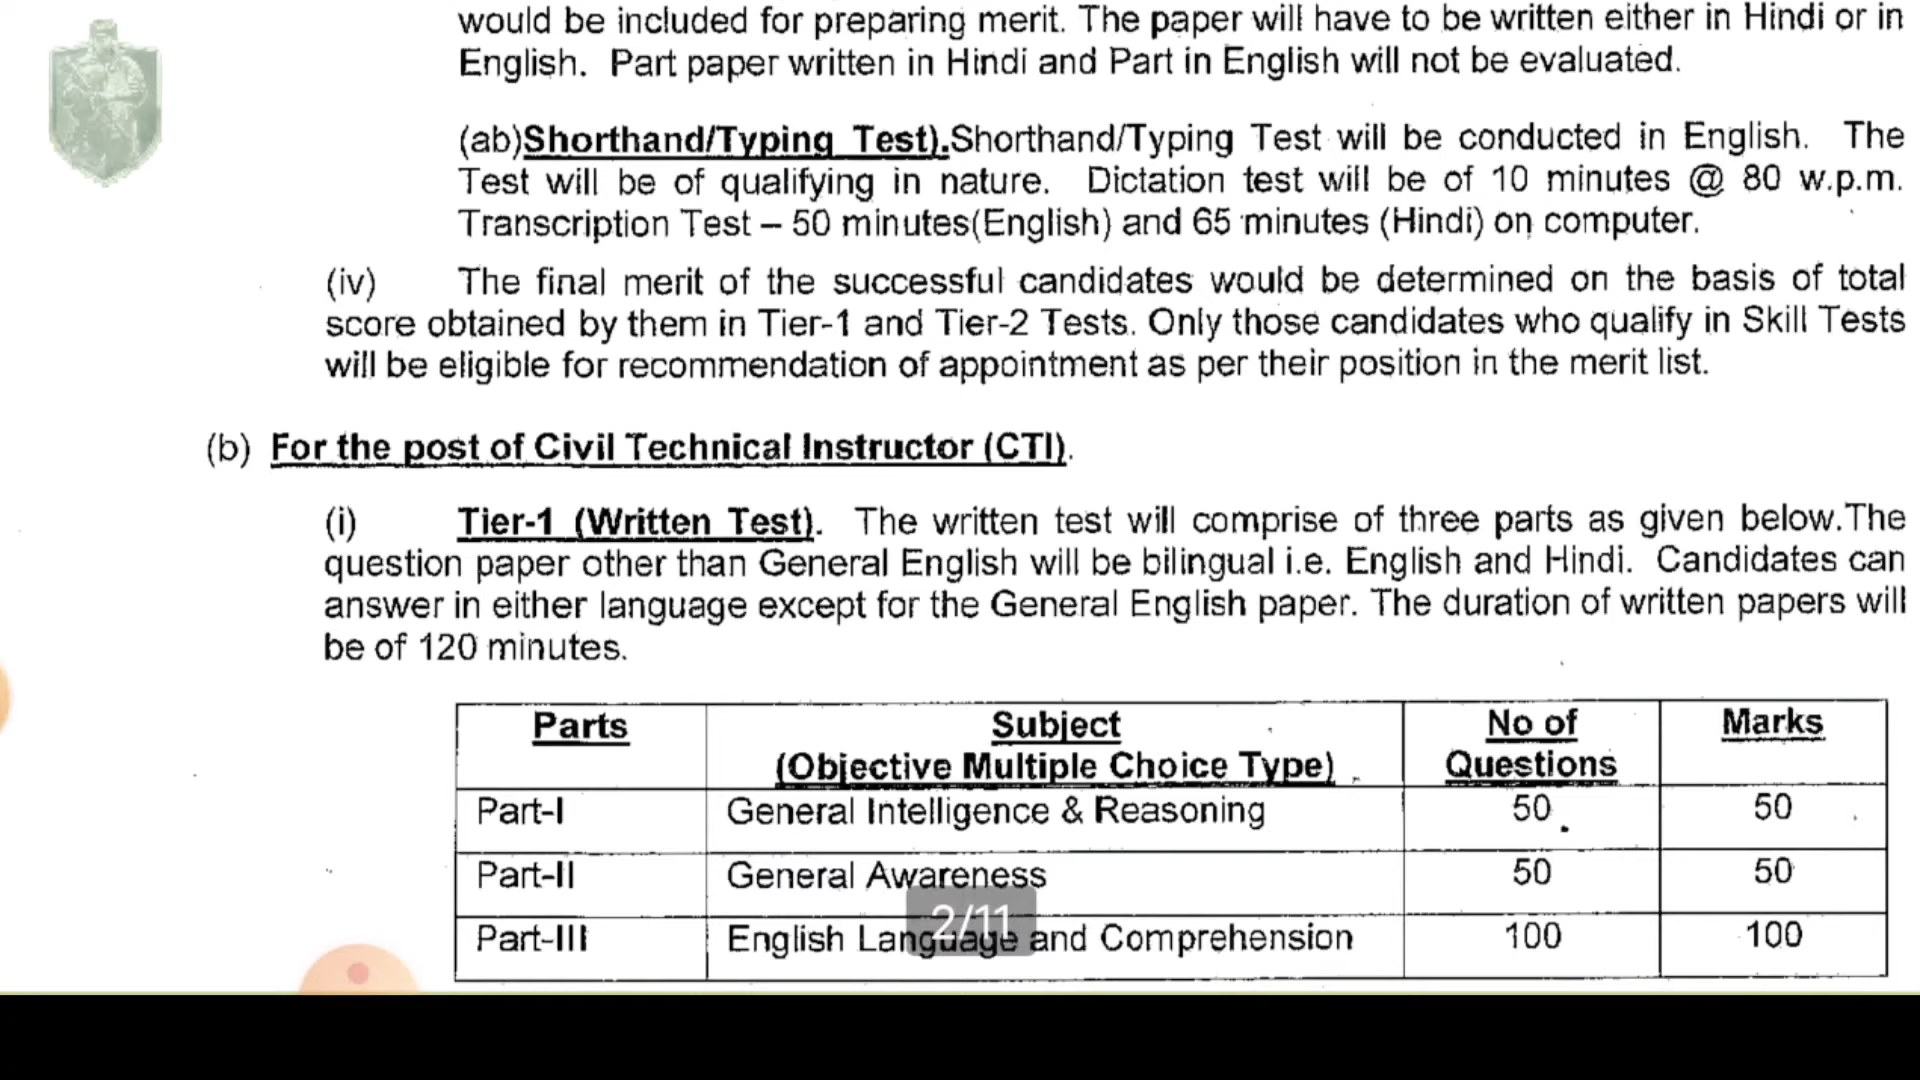 would be included for preparing merit. The paper will have to be written either in Hindi or in
English. Part paper written in Hindi and Part in English will not be evaluated.
(ab)Shorthand/Typing Test).Shorthand/Typing Test will be conducted in English. The
Test will be of qualifying in nature. Dictation test will be of 10 minutes @ 80 w.p.m.
Transcription Test – 50 minutes(English) and 65 minutes (Hindi) on computer.
(iv) The final merit of the successful candidates would be determined on the basis of total
score obtained by them in Tier-1 and Tier-2 Tests. Only those candidates who qualify in Skill Tests
will be eligible for recommendation of appointment as per their position in the merit list.
(b) For the post of Civil Technical Instructor (CTI).
(i) Tier-1 (Written Test). The written test will comprise of three parts as given below.The
question paper other than General English will be bilingual i.e. English and Hindi. Candidates can
answer in either language except for the General English paper. The duration of written papers will
be of 120 minutes.
Parts Subject No of Marks
(Objective Multiple Choice Type) Questions
Part-I General Intelligence & Reasoning 50 50
Part-II General Awareness 50 50
2/11
Part-III English Language and Comprehension 100 100